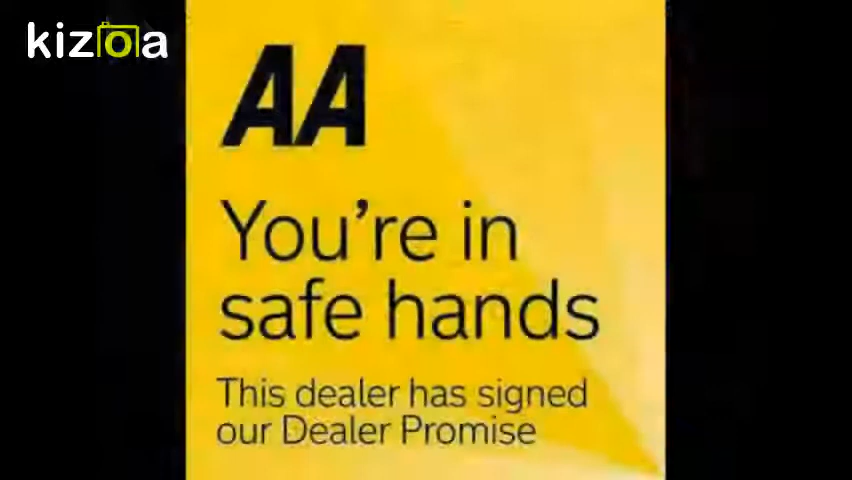 kizoa
AA
You're in
safe hands
This dealer has signed
our Dealer Promise